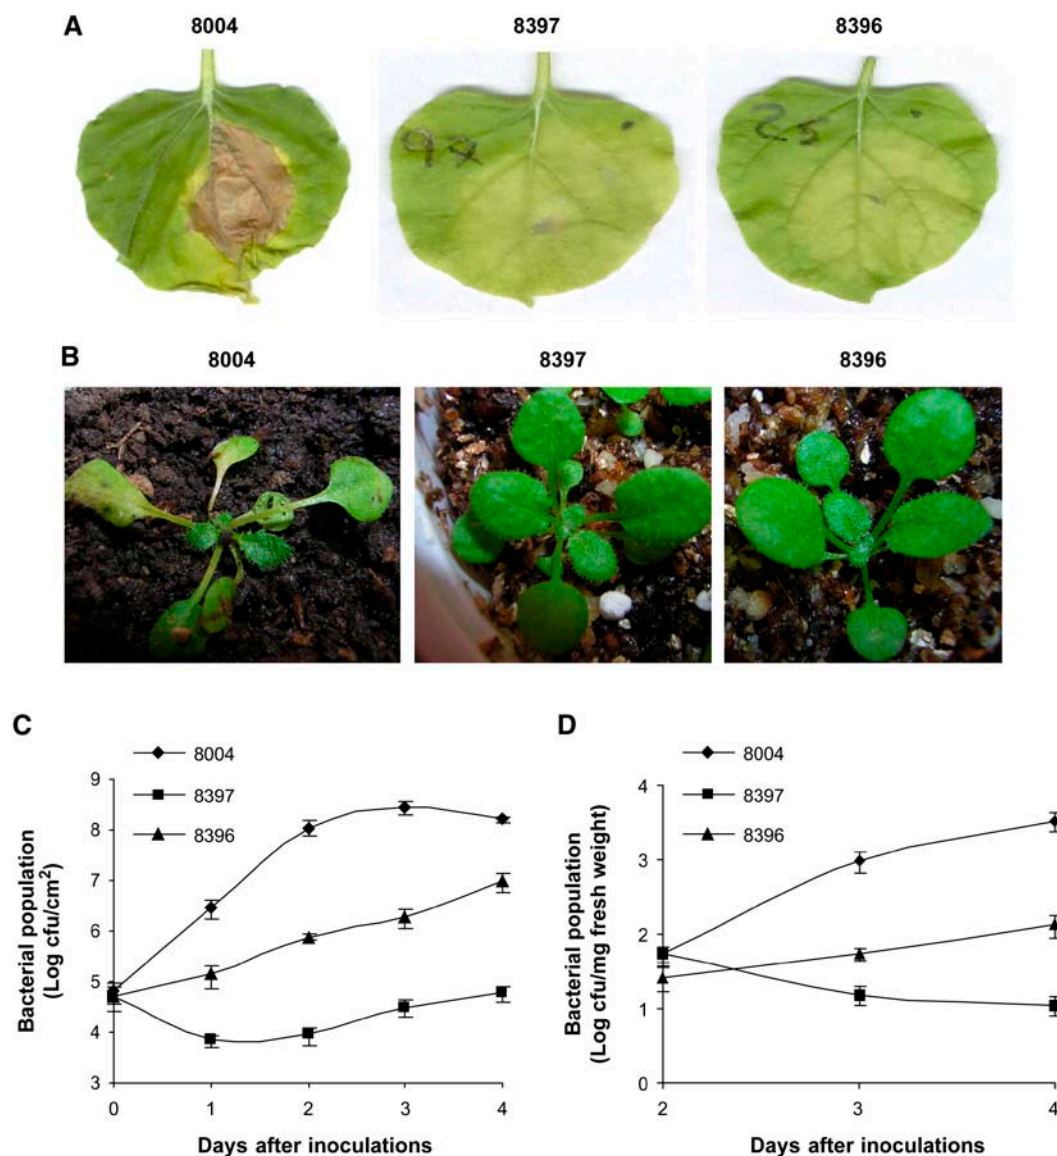 A
8004 8397 8396
97 25
B
8004 8397 8396
C
8004
8397
8396
9
8
7
6
5
4
3
0 1 2 3 4
Bacterial population
(Log cfu/cm²)
Days after inoculations
D
8004
8397
8396
4
3
2
1
0
2 3 4
Bacterial population
(Log cfu/mg fresh weight)
Days after inoculations